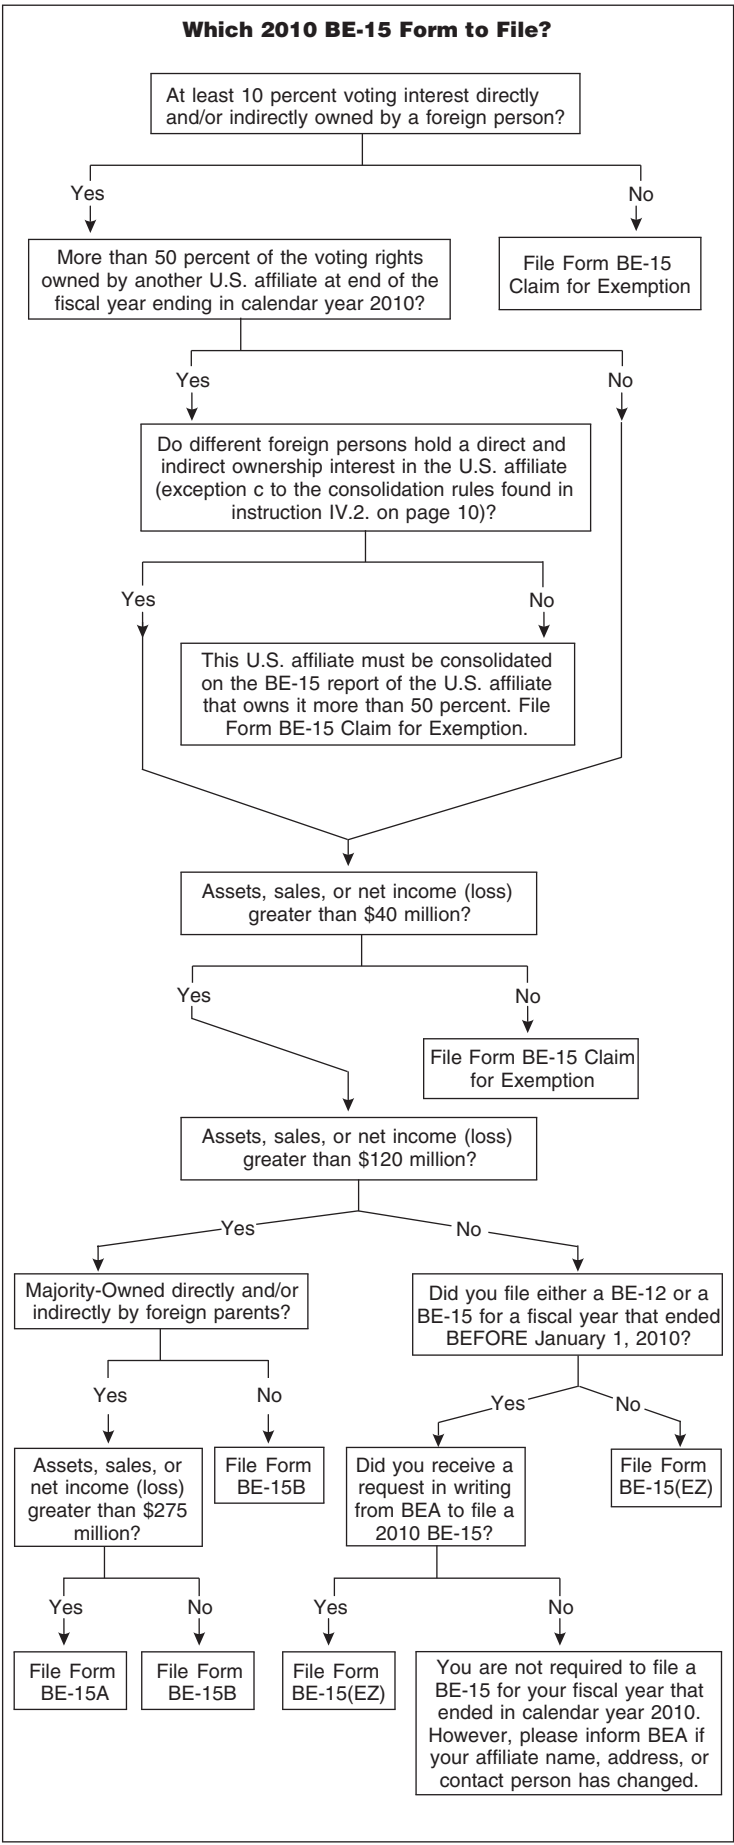 Which 2010 BE-15 Form to File?
At least 10 percent voting interest directly
and/or indirectly owned by a foreign person?
Yes
No
More than 50 percent of the voting rights
owned by another U.S. affiliate at end of the
fiscal year ending in calendar year 2010?
File Form BE-15
Claim for Exemption
Yes
No
Do different foreign persons hold a direct and
indirect ownership interest in the U.S. affiliate
(exception c to the consolidation rules found in
instruction IV.2. on page 10)?
Yes
No
This U.S. affiliate must be consolidated
on the BE-15 report of the U.S. affiliate
that owns it more than 50 percent. File
Form BE-15 Claim for Exemption.
Assets, sales, or net income (loss)
greater than $40 million?
Yes
No
File Form BE-15 Claim
for Exemption
Assets, sales, or net income (loss)
greater than $120 million?
Yes
No
Majority-Owned directly and/or
indirectly by foreign parents?
Did you file either a BE-12 or a
BE-15 for a fiscal year that ended
BEFORE January 1, 2010?
Yes
No
Yes
No
Assets, sales, or
net income (loss)
greater than $275
million?
File Form
BE-15B
Did you receive a
request in writing
from BEA to file a
2010 BE-15?
File Form
BE-15(EZ)
Yes
No
Yes
No
File Form
BE-15A
File Form
BE-15B
File Form
BE-15(EZ)
You are not required to file a
BE-15 for your fiscal year that
ended in calendar year 2010.
However, please inform BEA if
your affiliate name, address, or
contact person has changed.